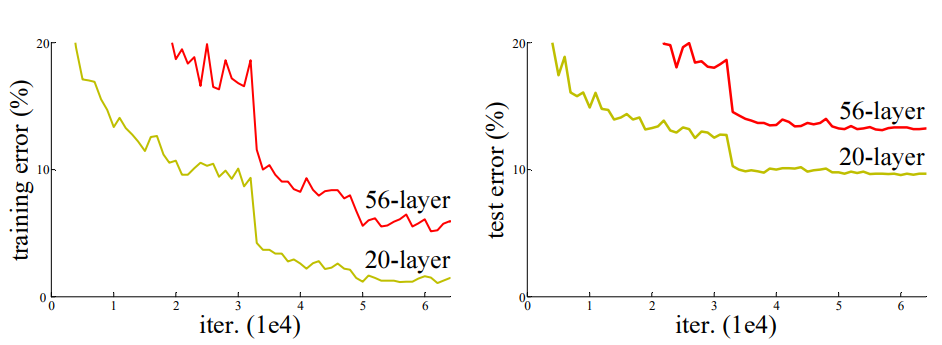 20
10
0
training error (%)
56-layer
20-layer
0 1 2 3 4 5 6
iter. (1e4)
20
10
0
test error (%)
56-layer
20-layer
0 1 2 3 4 5 6
iter. (1e4)